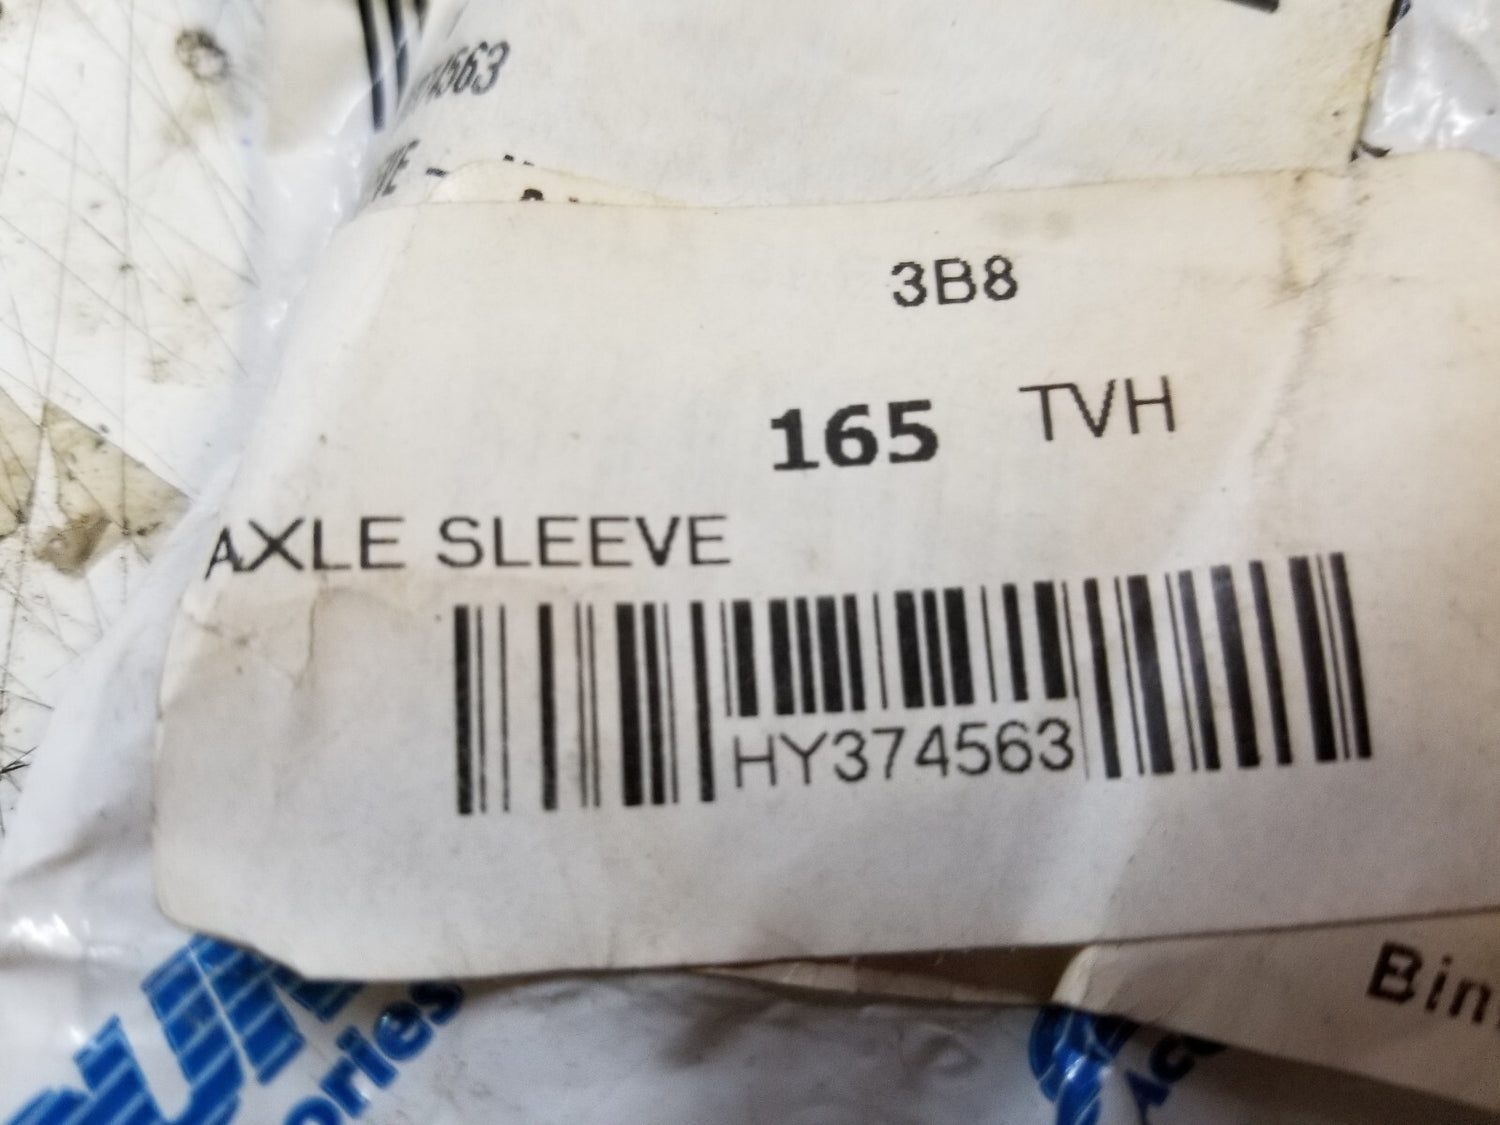 3B8
165 TVH
AXLE SLEEVE
HY374563